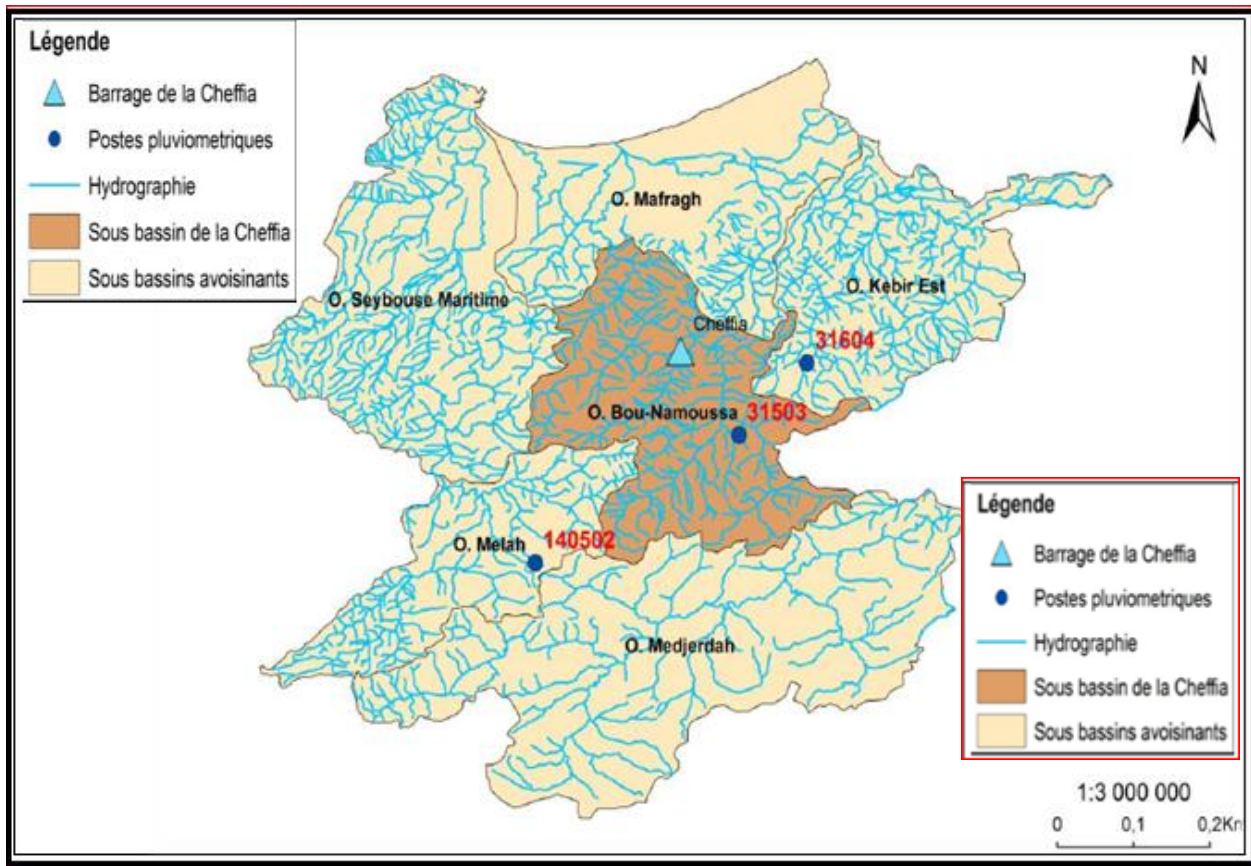 Légende
Barrage de la Cheffia
Postes pluviometriques
Hydrographie
Sous bassin de la Cheffia
Sous bassins avoisinants
N
O. Mafragh
O. Kebir Est
O. Seybouse Maritime
Cheffia
31604
O. Bou-Namoussa
31503
O. Melah
140502
O. Medjerdah
Légende
Barrage de la Cheffia
Postes pluviometriques
Hydrographie
Sous bassin de la Cheffia
Sous bassins avoisinants
1:3 000 000
0 0,1 0,2Kn